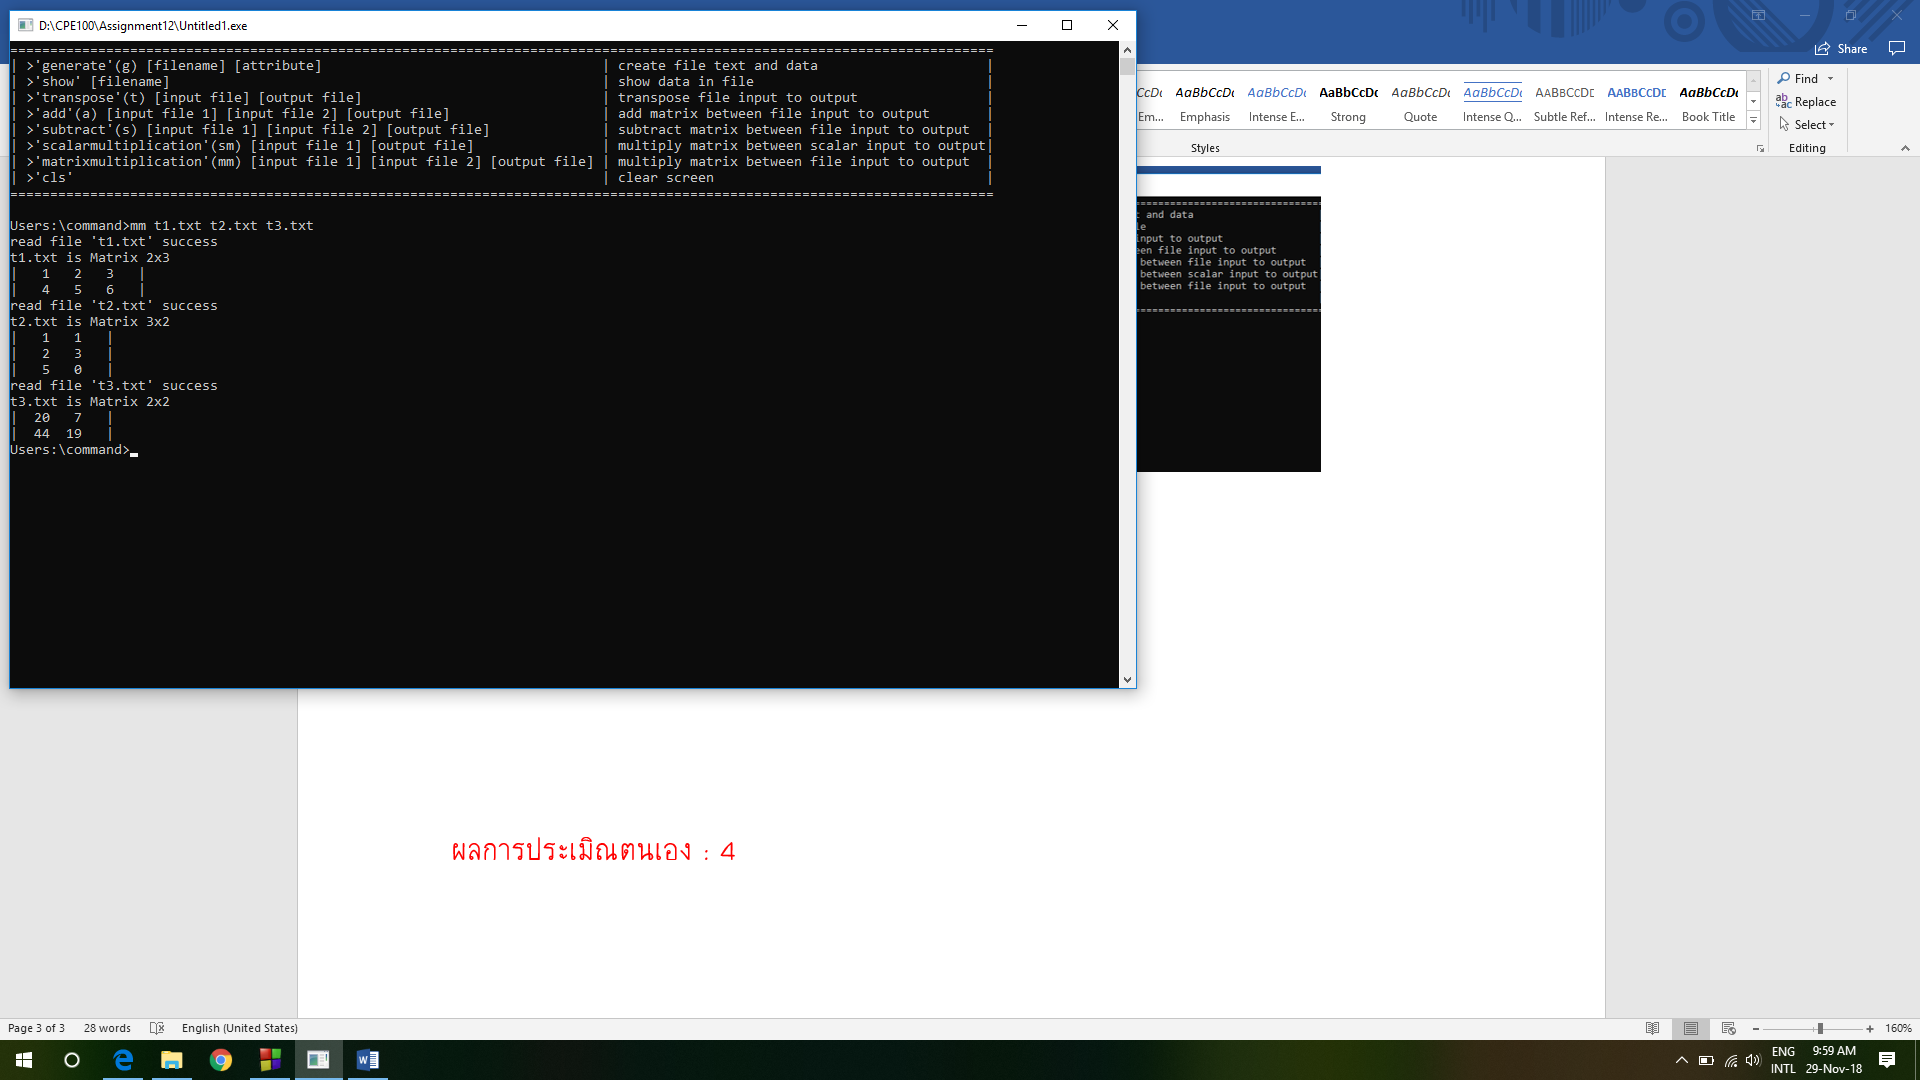 D:\CPE100\Assignment12\Untitled1.exe
===========================================================================================================================
| >'generate'(g) [filename] [attribute] | create file text and data |
| >'show' [filename] | show data in file |
| >'transpose'(t) [input file] [output file] | transpose file input to output |
| >'add'(a) [input file 1] [input file 2] [output file] | add matrix between file input to output |
| >'subtract'(s) [input file 1] [input file 2] [output file] | subtract matrix between file input to output |
| >'scalarmultiplication'(sm) [input file 1] [output file] | multiply matrix between scalar input to output|
| >'matrixmultiplication'(mm) [input file 1] [input file 2] [output file] | multiply matrix between file input to output |
| >'cls' | clear screen |
===========================================================================================================================
Users:\command>mm t1.txt t2.txt t3.txt
read file 't1.txt' success
t1.txt is Matrix 2x3
| 1 2 3 |
| 4 5 6 |
read file 't2.txt' success
t2.txt is Matrix 3x2
| 1 1 |
| 2 3 |
| 5 0 |
read file 't3.txt' success
t3.txt is Matrix 2x2
| 20 7 |
| 44 19 |
Users:\command>
Share
AaBbCcDc AaBbCcDc AaBbCcDc AaBbCcDc AaBbCcDc AABBCCDE AABBCCDE AaBbCcDc
Em... Emphasis Intense E... Strong Quote Intense Q... Subtle Ref... Intense Re... Book Title
Styles
Find
Replace
Select
Editing
and data
input to output
en file input to output
between file input to output
between scalar input to output
between file input to output
ผลการประเมิณตนเอง : 4
Page 3 of 3 28 words English (United States) 160%
ENG 9:59 AM
INTL 29-Nov-18